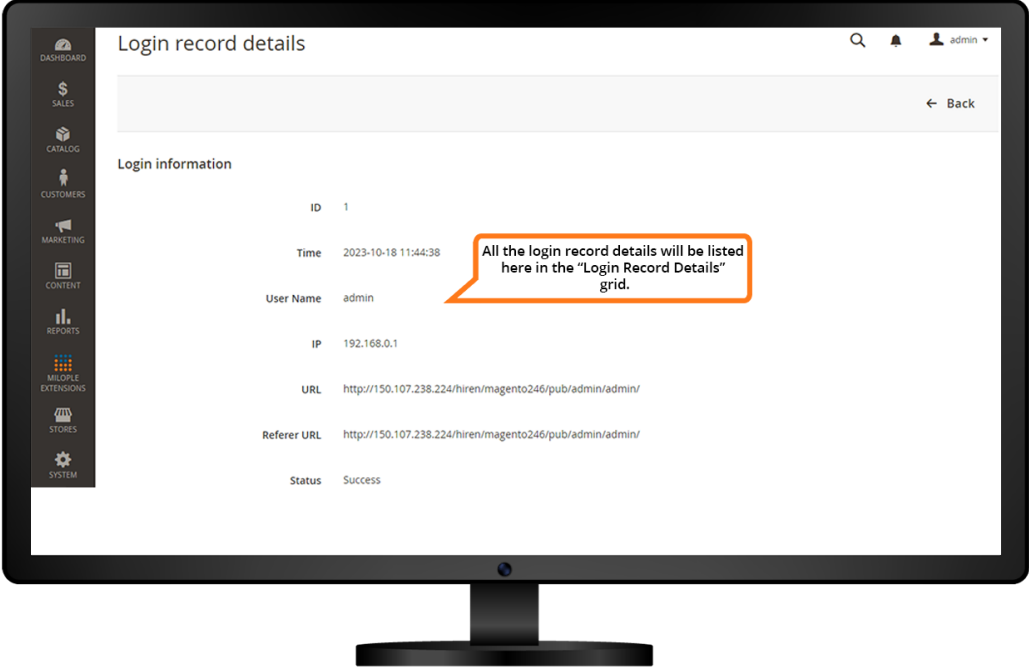 Login record details
admin
DASHBOARD
SALES
CATALOG
CUSTOMERS
MARKETING
CONTENT
REPORTS
MILOPLE
EXTENSIONS
STORES
SYSTEM
← Back
Login information
ID 1
Time 2023-10-18 11:44:38
User Name admin
IP 192.168.0.1
URL http://150.107.238.224/hiren/magento246/pub/admin/admin/
Referer URL http://150.107.238.224/hiren/magento246/pub/admin/admin/
Status Success
All the login record details will be listed
here in the “Login Record Details”
grid.